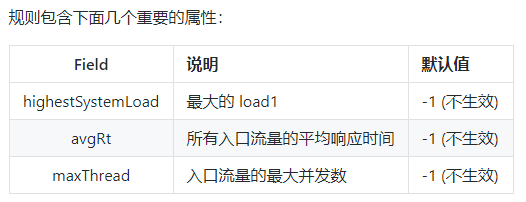 规则包含下面几个重要的属性：
Field 说明 默认值
highestSystemLoad 最大的 load1 -1 (不生效)
avgRt 所有入口流量的平均响应时间 -1 (不生效)
maxThread 入口流量的最大并发数 -1 (不生效)